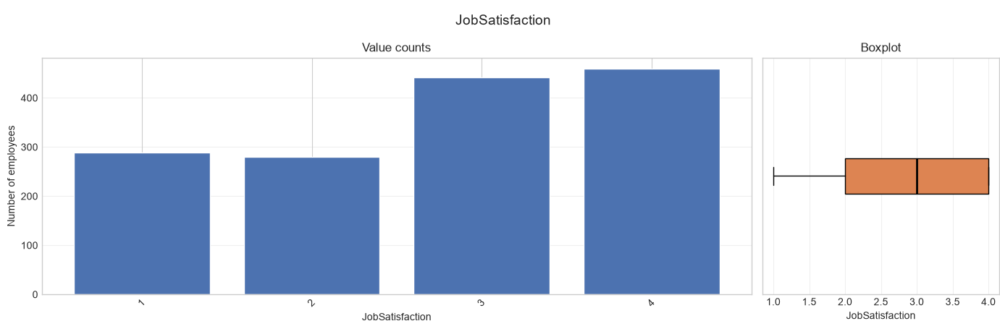 JobSatisfaction
Value counts
Number of employees
400
300
200
100
0
1
2
3
4
JobSatisfaction
Boxplot
1.0 1.5 2.0 2.5 3.0 3.5 4.0
JobSatisfaction